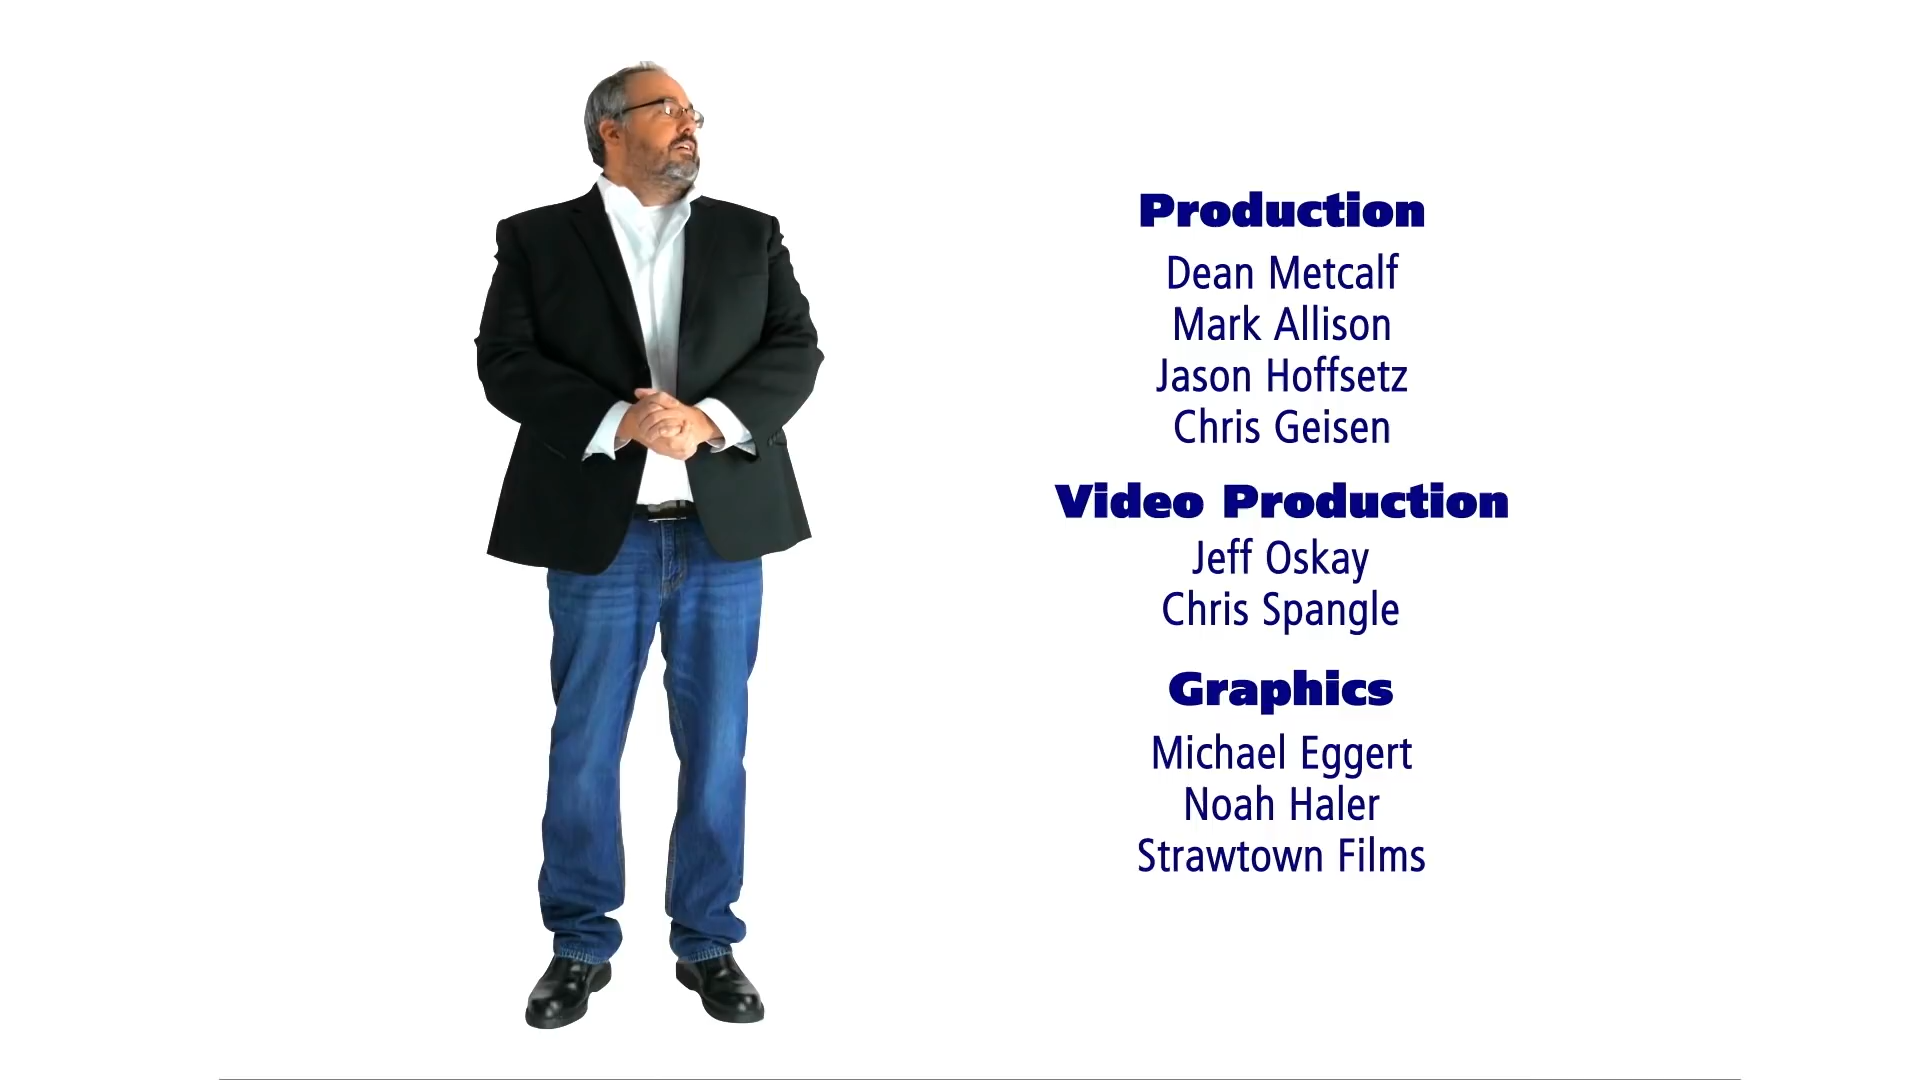 Production
Dean Metcalf
Mark Allison
Jason Hoffsetz
Chris Geisen
Video Production
Jeff Oskay
Chris Spangle
Graphics
Michael Eggert
Noah Haler
Strawtown Films